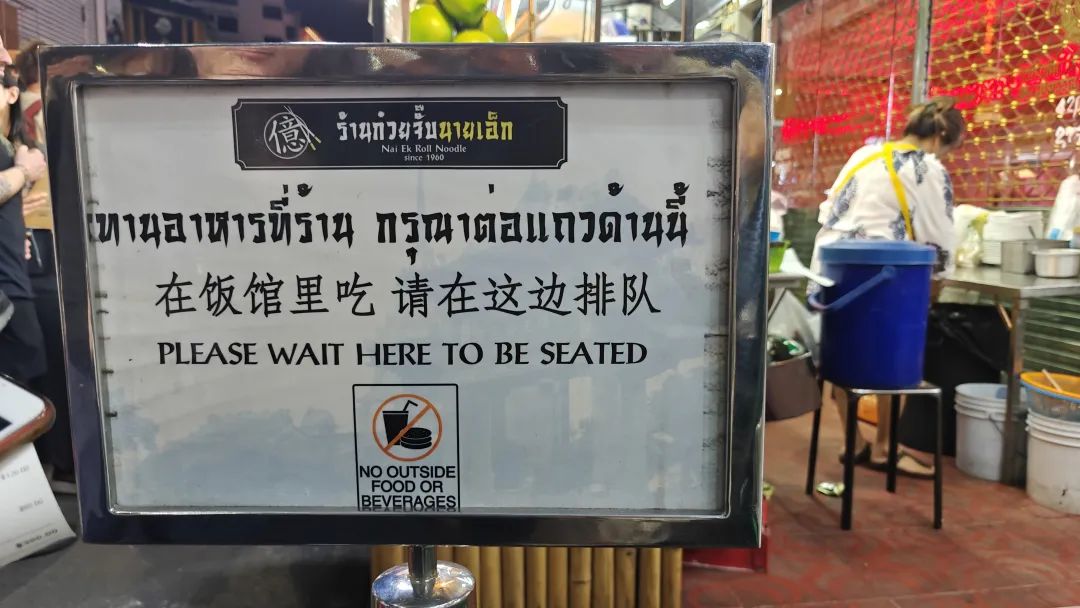 億 ร้านก๋วยจั๊บนายเอ็ก
Nai Ek Roll Noodle
since 1960
ทานอาหารที่ร้าน กรุณาต่อแถวด้านนี้
在饭馆里吃 请在这边排队
PLEASE WAIT HERE TO BE SEATED
NO OUTSIDE
FOOD OR
BEVERAGES